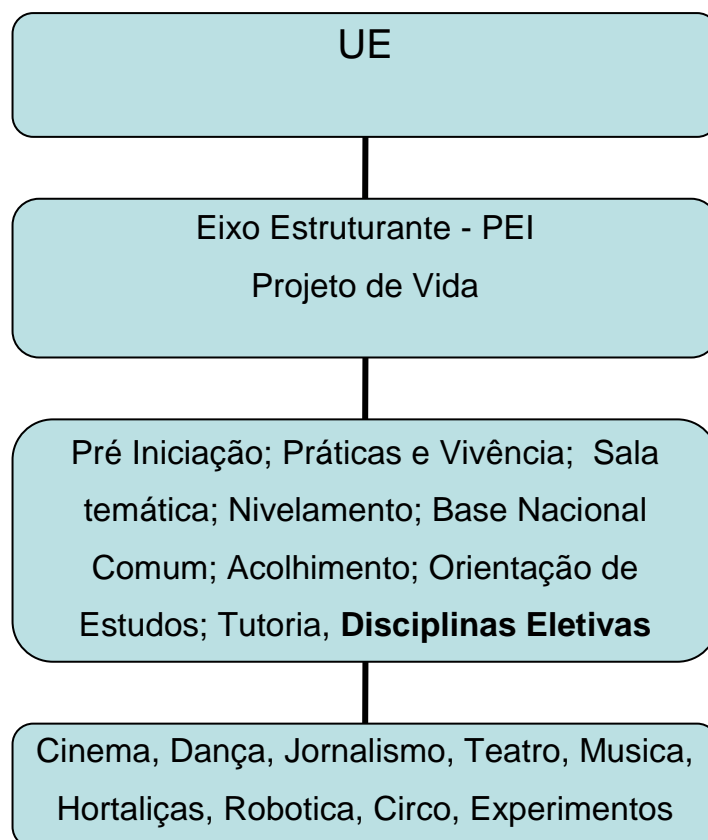 UE
Eixo Estruturante - PEI
Projeto de Vida
Pré Iniciação; Práticas e Vivência; Sala
temática; Nivelamento; Base Nacional
Comum; Acolhimento; Orientação de
Estudos; Tutoria, Disciplinas Eletivas
Cinema, Dança, Jornalismo, Teatro, Musica,
Hortaliças, Robotica, Circo, Experimentos